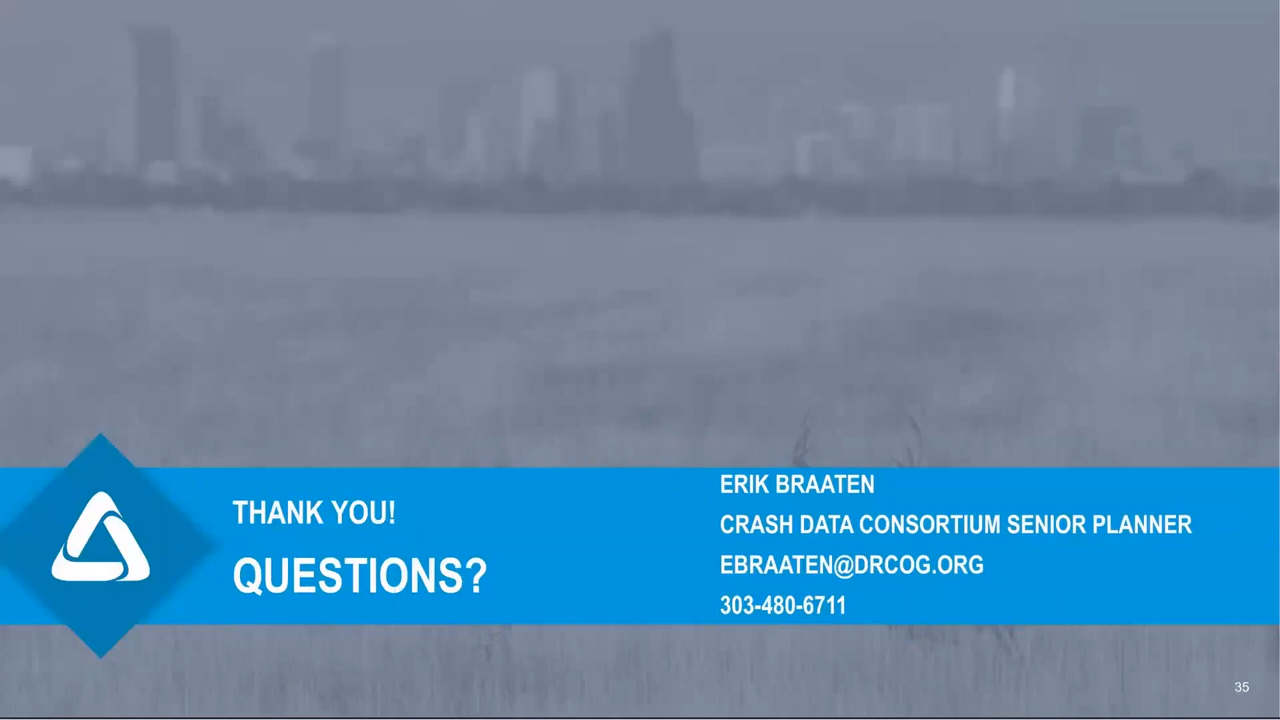 THANK YOU!
QUESTIONS?
ERIK BRAATEN
CRASH DATA CONSORTIUM SENIOR PLANNER
EBRAATEN@DRCOG.ORG
303-480-6711
35